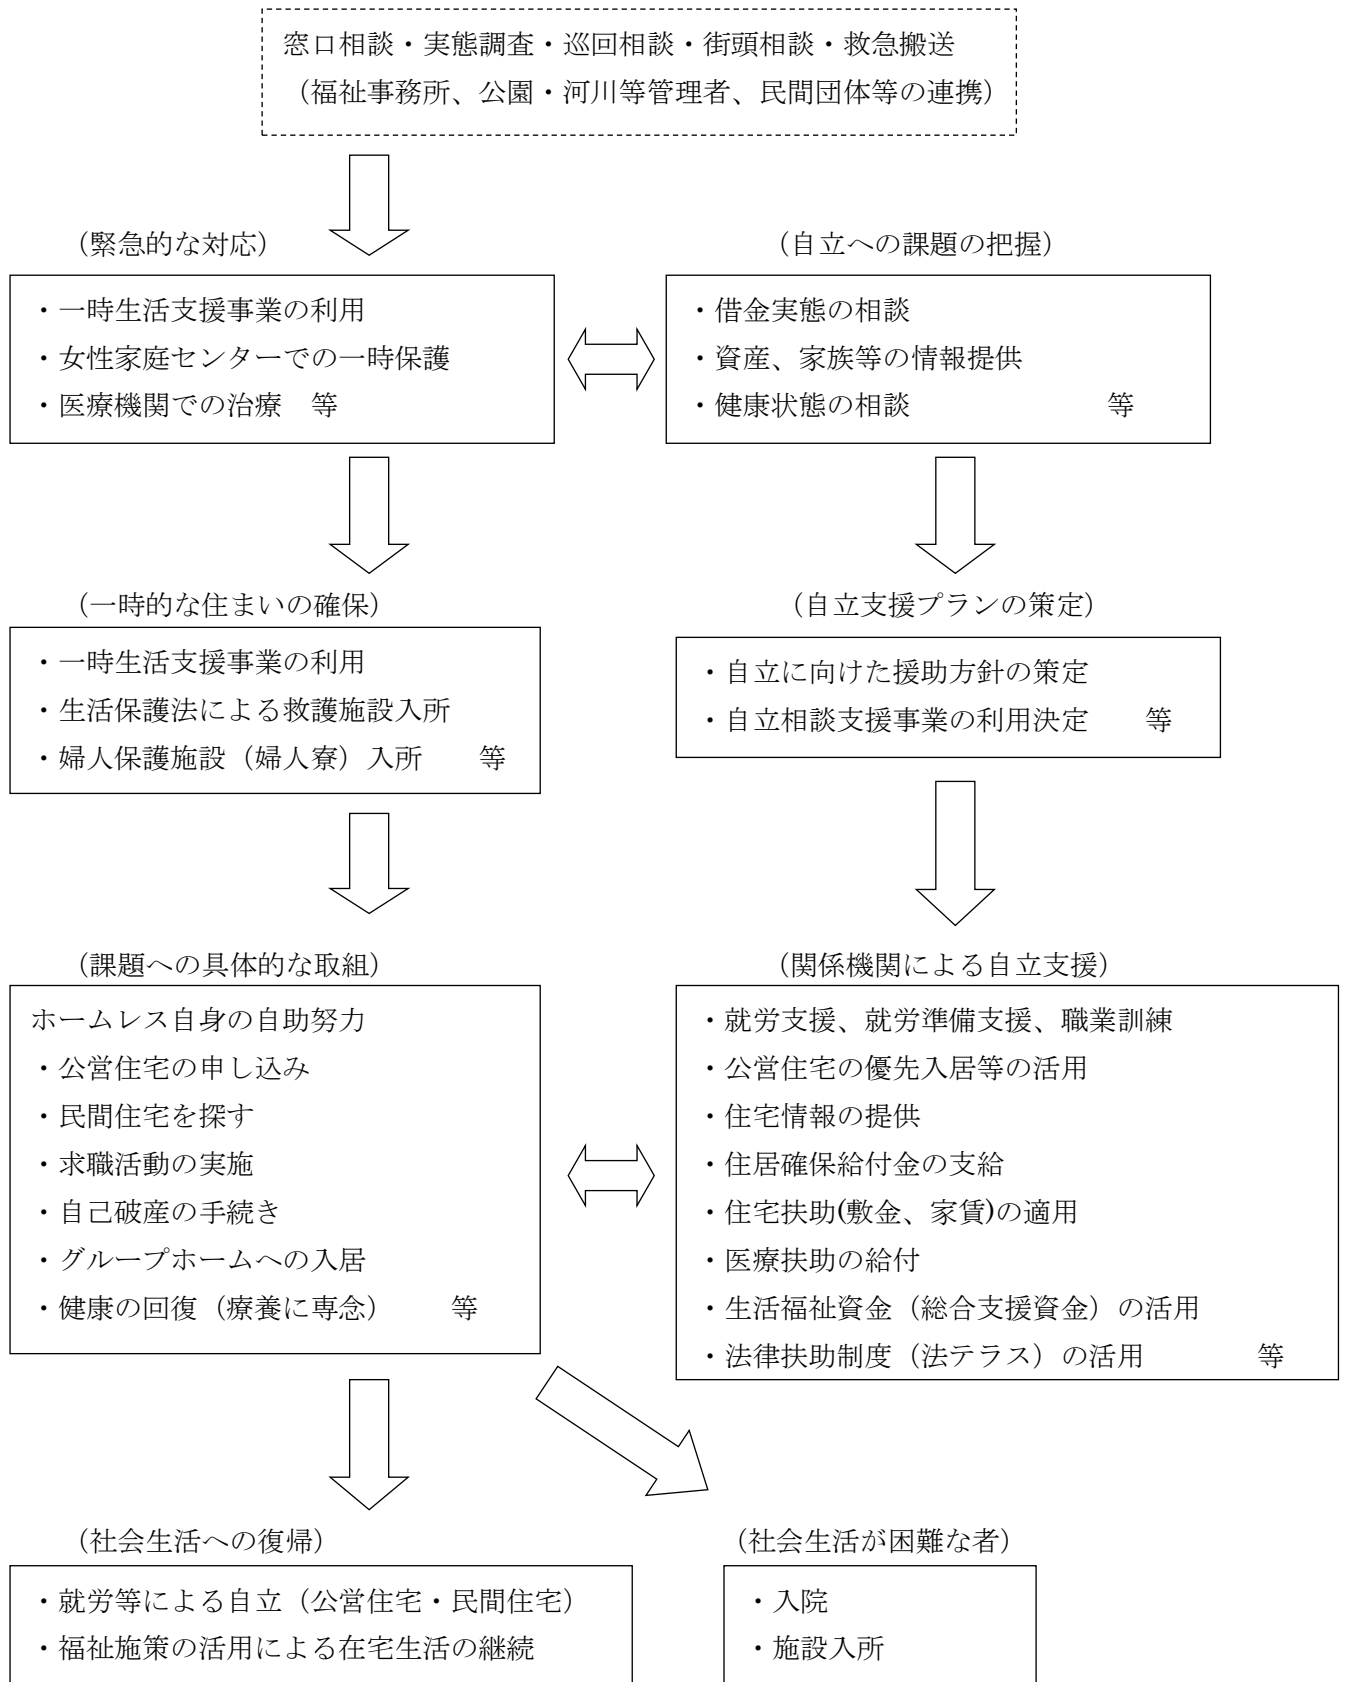 窓口相談・実態調査・巡回相談・街頭相談・救急搬送
（福祉事務所、公園・河川等管理者、民間団体等の連携）
（緊急的な対応）
・一時生活支援事業の利用
・女性家庭センターでの一時保護
・医療機関での治療　等
（自立への課題の把握）
・借金実態の相談
・資産、家族等の情報提供
・健康状態の相談　　　　　　　等
（一時的な住まいの確保）
・一時生活支援事業の利用
・生活保護法による救護施設入所
・婦人保護施設（婦人寮）入所　　等
（自立支援プランの策定）
・自立に向けた援助方針の策定
・自立相談支援事業の利用決定　　等
（課題への具体的な取組）
ホームレス自身の自助努力
・公営住宅の申し込み
・民間住宅を探す
・求職活動の実施
・自己破産の手続き
・グループホームへの入居
・健康の回復（療養に専念）　　　等
（関係機関による自立支援）
・就労支援、就労準備支援、職業訓練
・公営住宅の優先入居等の活用
・住宅情報の提供
・住居確保給付金の支給
・住宅扶助(敷金、家賃)の適用
・医療扶助の給付
・生活福祉資金（総合支援資金）の活用
・法律扶助制度（法テラス）の活用　　　　等
（社会生活への復帰）
・就労等による自立（公営住宅・民間住宅）
・福祉施策の活用による在宅生活の継続
（社会生活が困難な者）
・入院
・施設入所